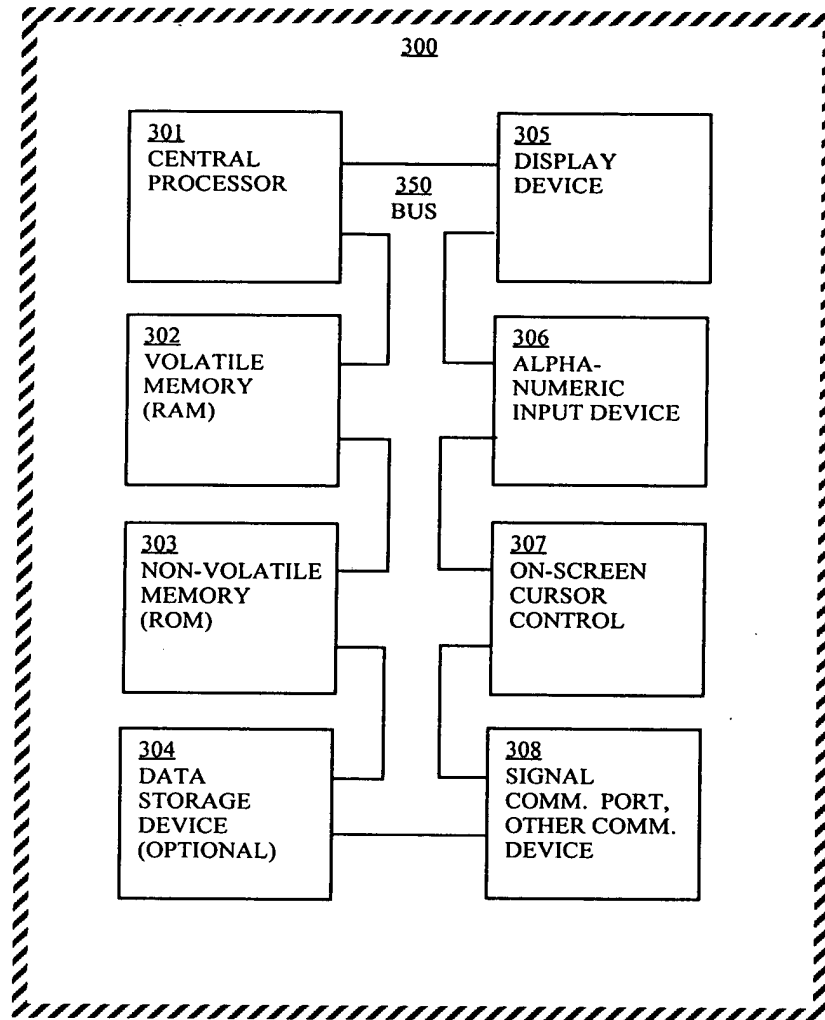 300
301
CENTRAL
PROCESSOR
305
DISPLAY
DEVICE
350
BUS
302
VOLATILE
MEMORY
(RAM)
306
ALPHA-
NUMERIC
INPUT DEVICE
303
NON-VOLATILE
MEMORY
(ROM)
307
ON-SCREEN
CURSOR
CONTROL
304
DATA
STORAGE
DEVICE
(OPTIONAL)
308
SIGNAL
COMM. PORT,
OTHER COMM.
DEVICE